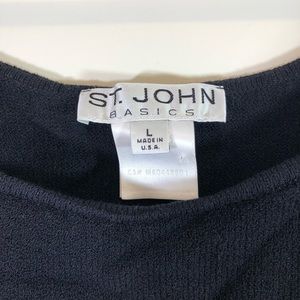 ST. JOHN
BASICS
L
MADE IN
U.S.A.